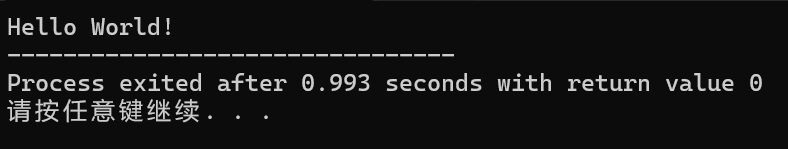 Hello World!
--------------------------------
Process exited after 0.993 seconds with return value 0
请按任意键继续. . .